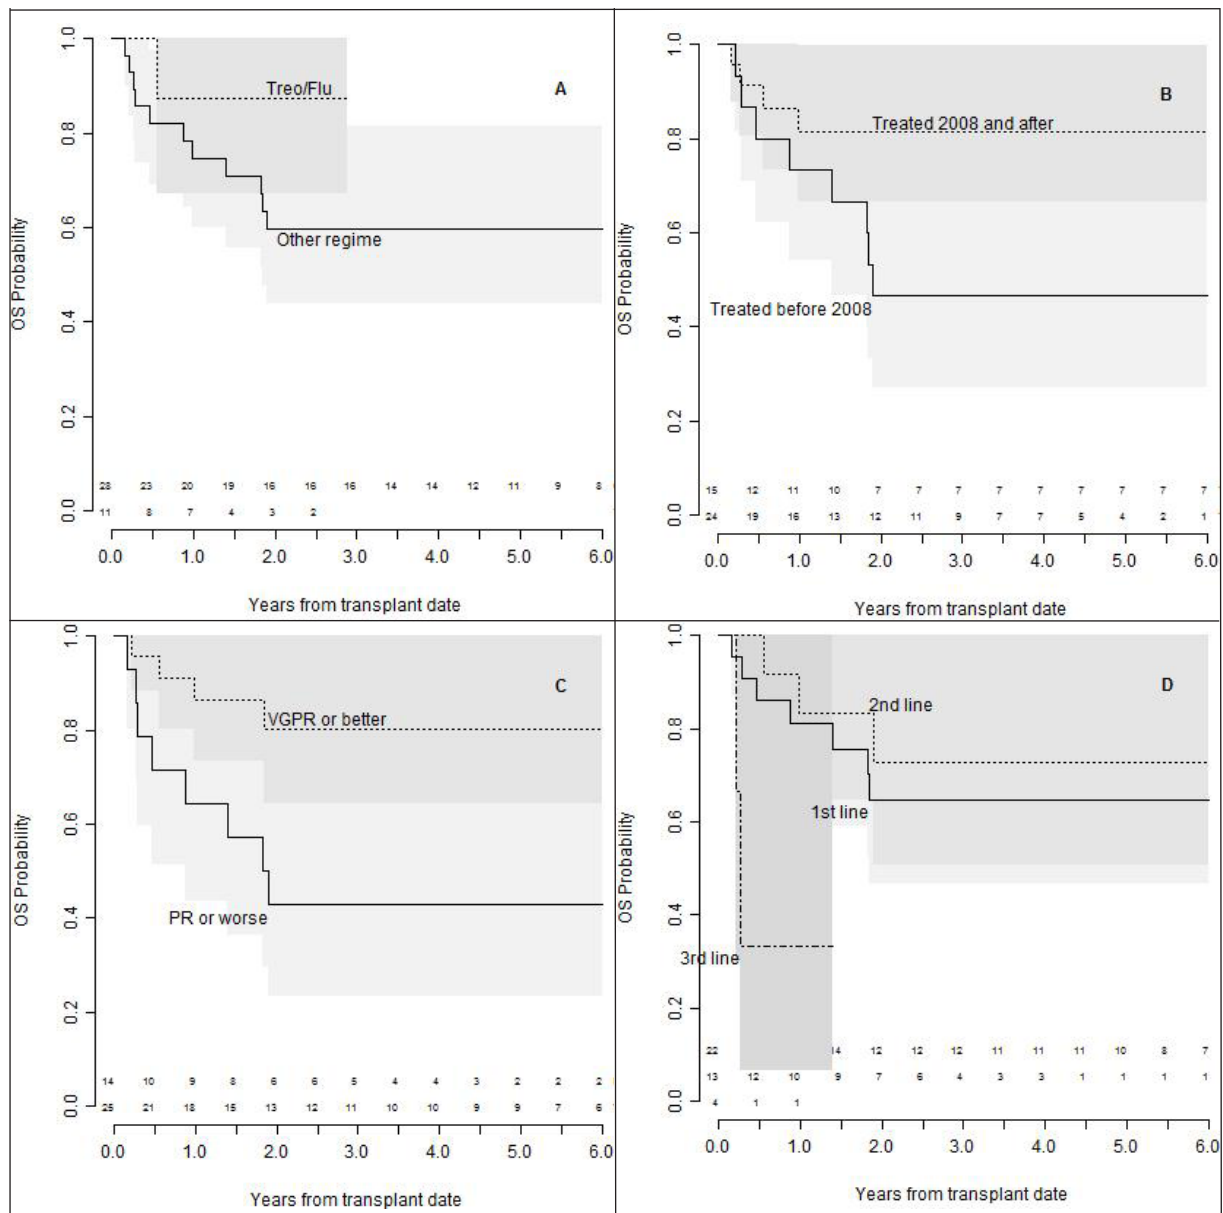 A
Treo/Flu
Other regime
OS Probability
1.0
0.8
0.6
0.4
0.2
0.0
28 23 20 19 16 16 16 14 14 12 11 9 8
11 8 7 4 3 2
0.0 1.0 2.0 3.0 4.0 5.0 6.0
Years from transplant date
B
Treated 2008 and after
Treated before 2008
OS Probability
1.0
0.8
0.6
0.4
0.2
0.0
15 12 11 10 7 7 7 7 7 7 7 7 7
24 19 16 13 12 11 9 7 7 5 4 2 1
0.0 1.0 2.0 3.0 4.0 5.0 6.0
Years from transplant date
C
VGPR or better
PR or worse
OS Probability
1.0
0.8
0.6
0.4
0.2
0.0
14 10 9 8 6 6 5 4 4 3 2 2 2
25 21 18 15 13 12 11 10 10 9 9 7 6
0.0 1.0 2.0 3.0 4.0 5.0 6.0
Years from transplant date
D
2nd line
1st line
3rd line
OS Probability
1.0
0.8
0.6
0.4
0.2
0.0
22 14 12 12 12 11 11 11 10 8 7
13 12 10 9 7 6 4 3 3 1 1 1 1
4 1 1
0.0 1.0 2.0 3.0 4.0 5.0 6.0
Years from transplant date